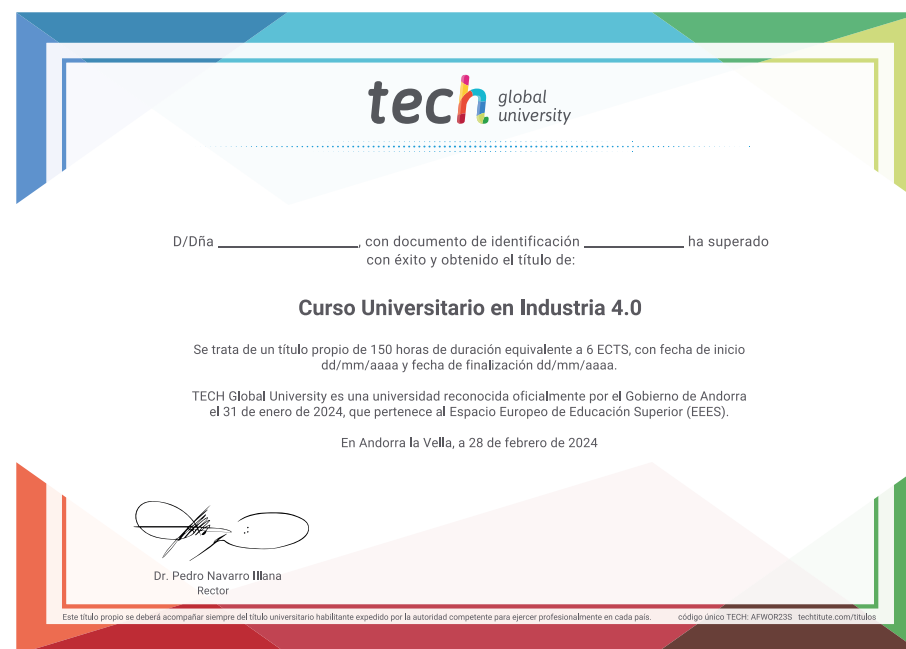 tech global
university
D/Dña ____________________, con documento de identificación ______________ ha superado
con éxito y obtenido el título de:
Curso Universitario en Industria 4.0
Se trata de un título propio de 150 horas de duración equivalente a 6 ECTS, con fecha de inicio
dd/mm/aaaa y fecha de finalización dd/mm/aaaa.
TECH Global University es una universidad reconocida oficialmente por el Gobierno de Andorra
el 31 de enero de 2024, que pertenece al Espacio Europeo de Educación Superior (EEES).
En Andorra la Vella, a 28 de febrero de 2024
Dr. Pedro Navarro Illana
Rector
Este título propio se deberá acompañar siempre del título universitario habilitante expedido por la autoridad competente para ejercer profesionalmente en cada país. código único TECH: AFWOR23S techtitute.com/titulos